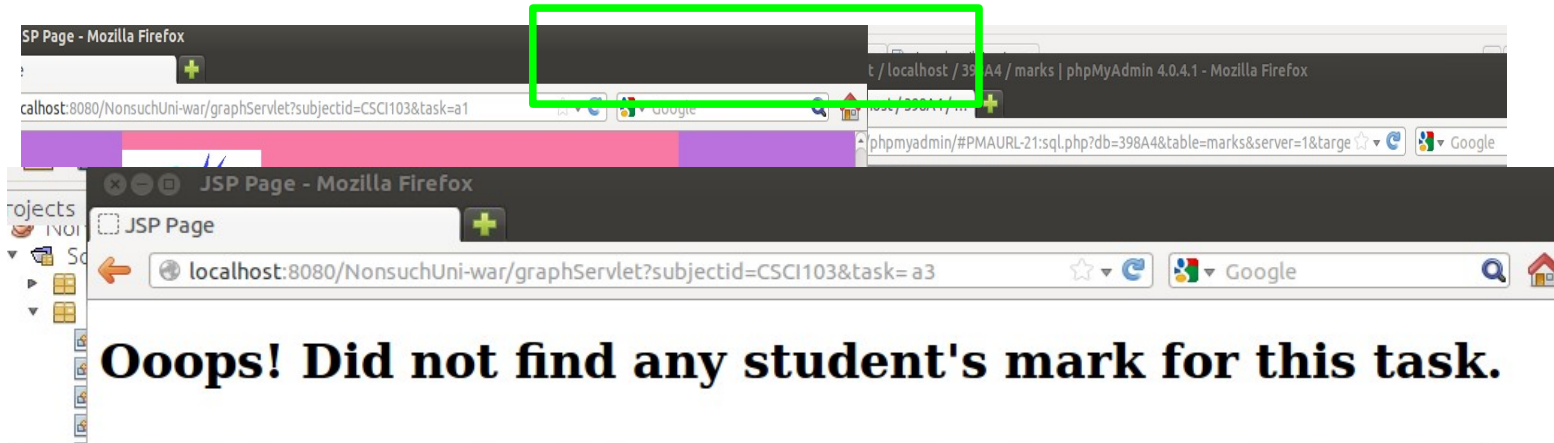 SP Page - Mozilla Firefox
t / localhost / 398A4 / marks | phpMyAdmin 4.0.4.1 - Mozilla Firefox
calhost:8080/NonsuchUni-war/graphServlet?subjectid=CSCI103&task=a1
Google
/phpmyadmin/#PMAURL-21:sql.php?db=398A4&table=marks&server=1&targe
Google
JSP Page - Mozilla Firefox
rojects
JSP Page
localhost:8080/NonsuchUni-war/graphServlet?subjectid=CSCI103&task= a3
Google
Ooops! Did not find any student's mark for this task.